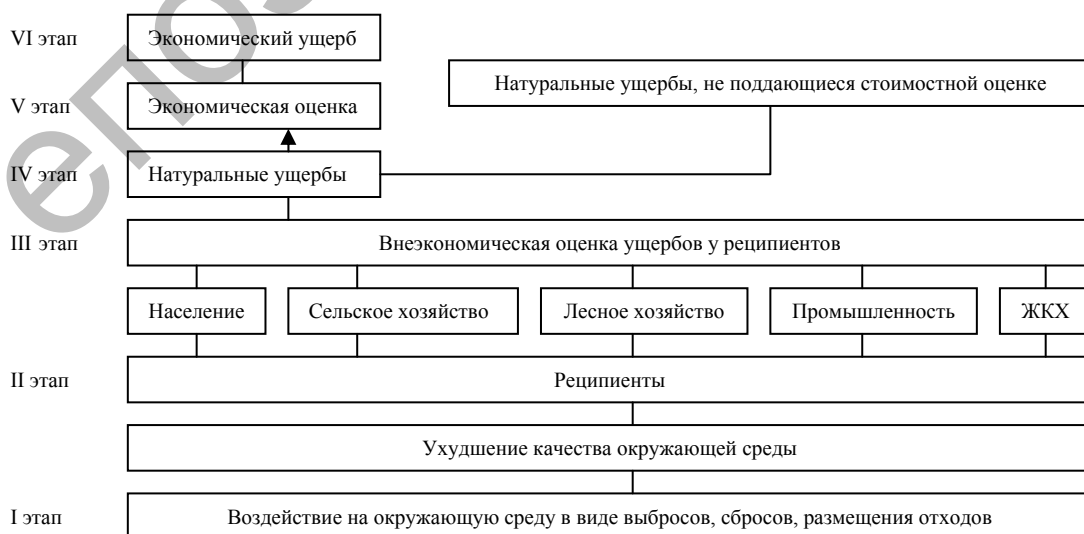 VI этап
Экономический ущерб
Натуральные ущербы, не поддающиеся стоимостной оценке
V этап
Экономическая оценка
IV этап
Натуральные ущербы
III этап
Внеэкономическая оценка ущербов у реципиентов
Население
Сельское хозяйство
Лесное хозяйство
Промышленность
ЖКХ
II этап
Реципиенты
Ухудшение качества окружающей среды
I этап
Воздействие на окружающую среду в виде выбросов, сбросов, размещения отходов